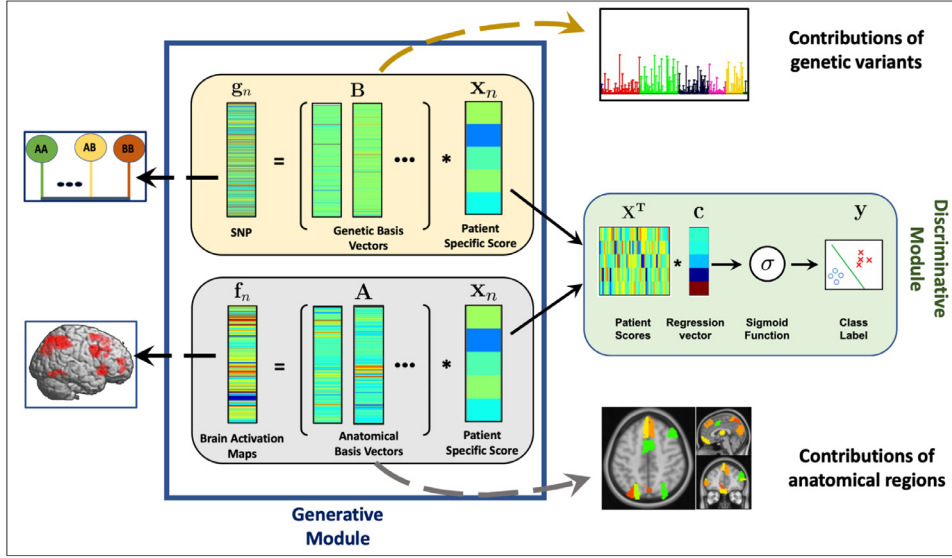 Contributions of
genetic variants
g_n
B
x_n
AA
AB
BB
...
=
...
*
SNP
Genetic Basis
Vectors
Patient
Specific Score
X^T
c
y
*
σ
Patient
Scores
Regression
vector
Sigmoid
Function
Class
Label
Discriminative
Module
f_n
A
x_n
=
...
*
Brain Activation
Maps
Anatomical
Basis Vectors
Patient
Specific Score
Generative
Module
Contributions of
anatomical regions